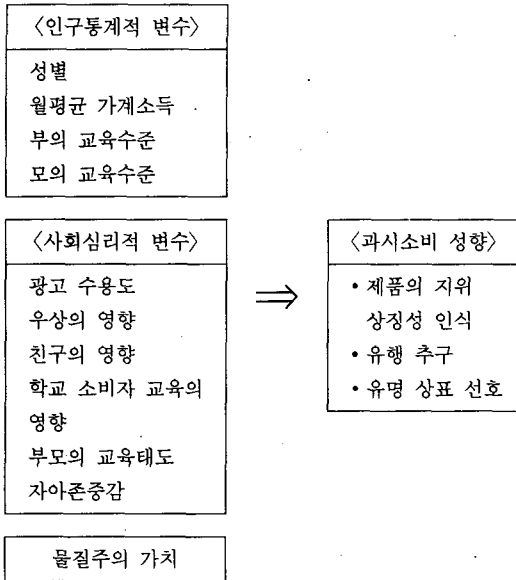 〈인구통계적 변수〉
성별
월평균 가계소득
부의 교육수준
모의 교육수준
〈사회심리적 변수〉
광고 수용도
우상의 영향
친구의 영향
학교 소비자 교육의
영향
부모의 교육태도
자아존중감
물질주의 가치
⇒
〈과시소비 성향〉
• 제품의 지위
상징성 인식
• 유행 추구
• 유명 상표 선호